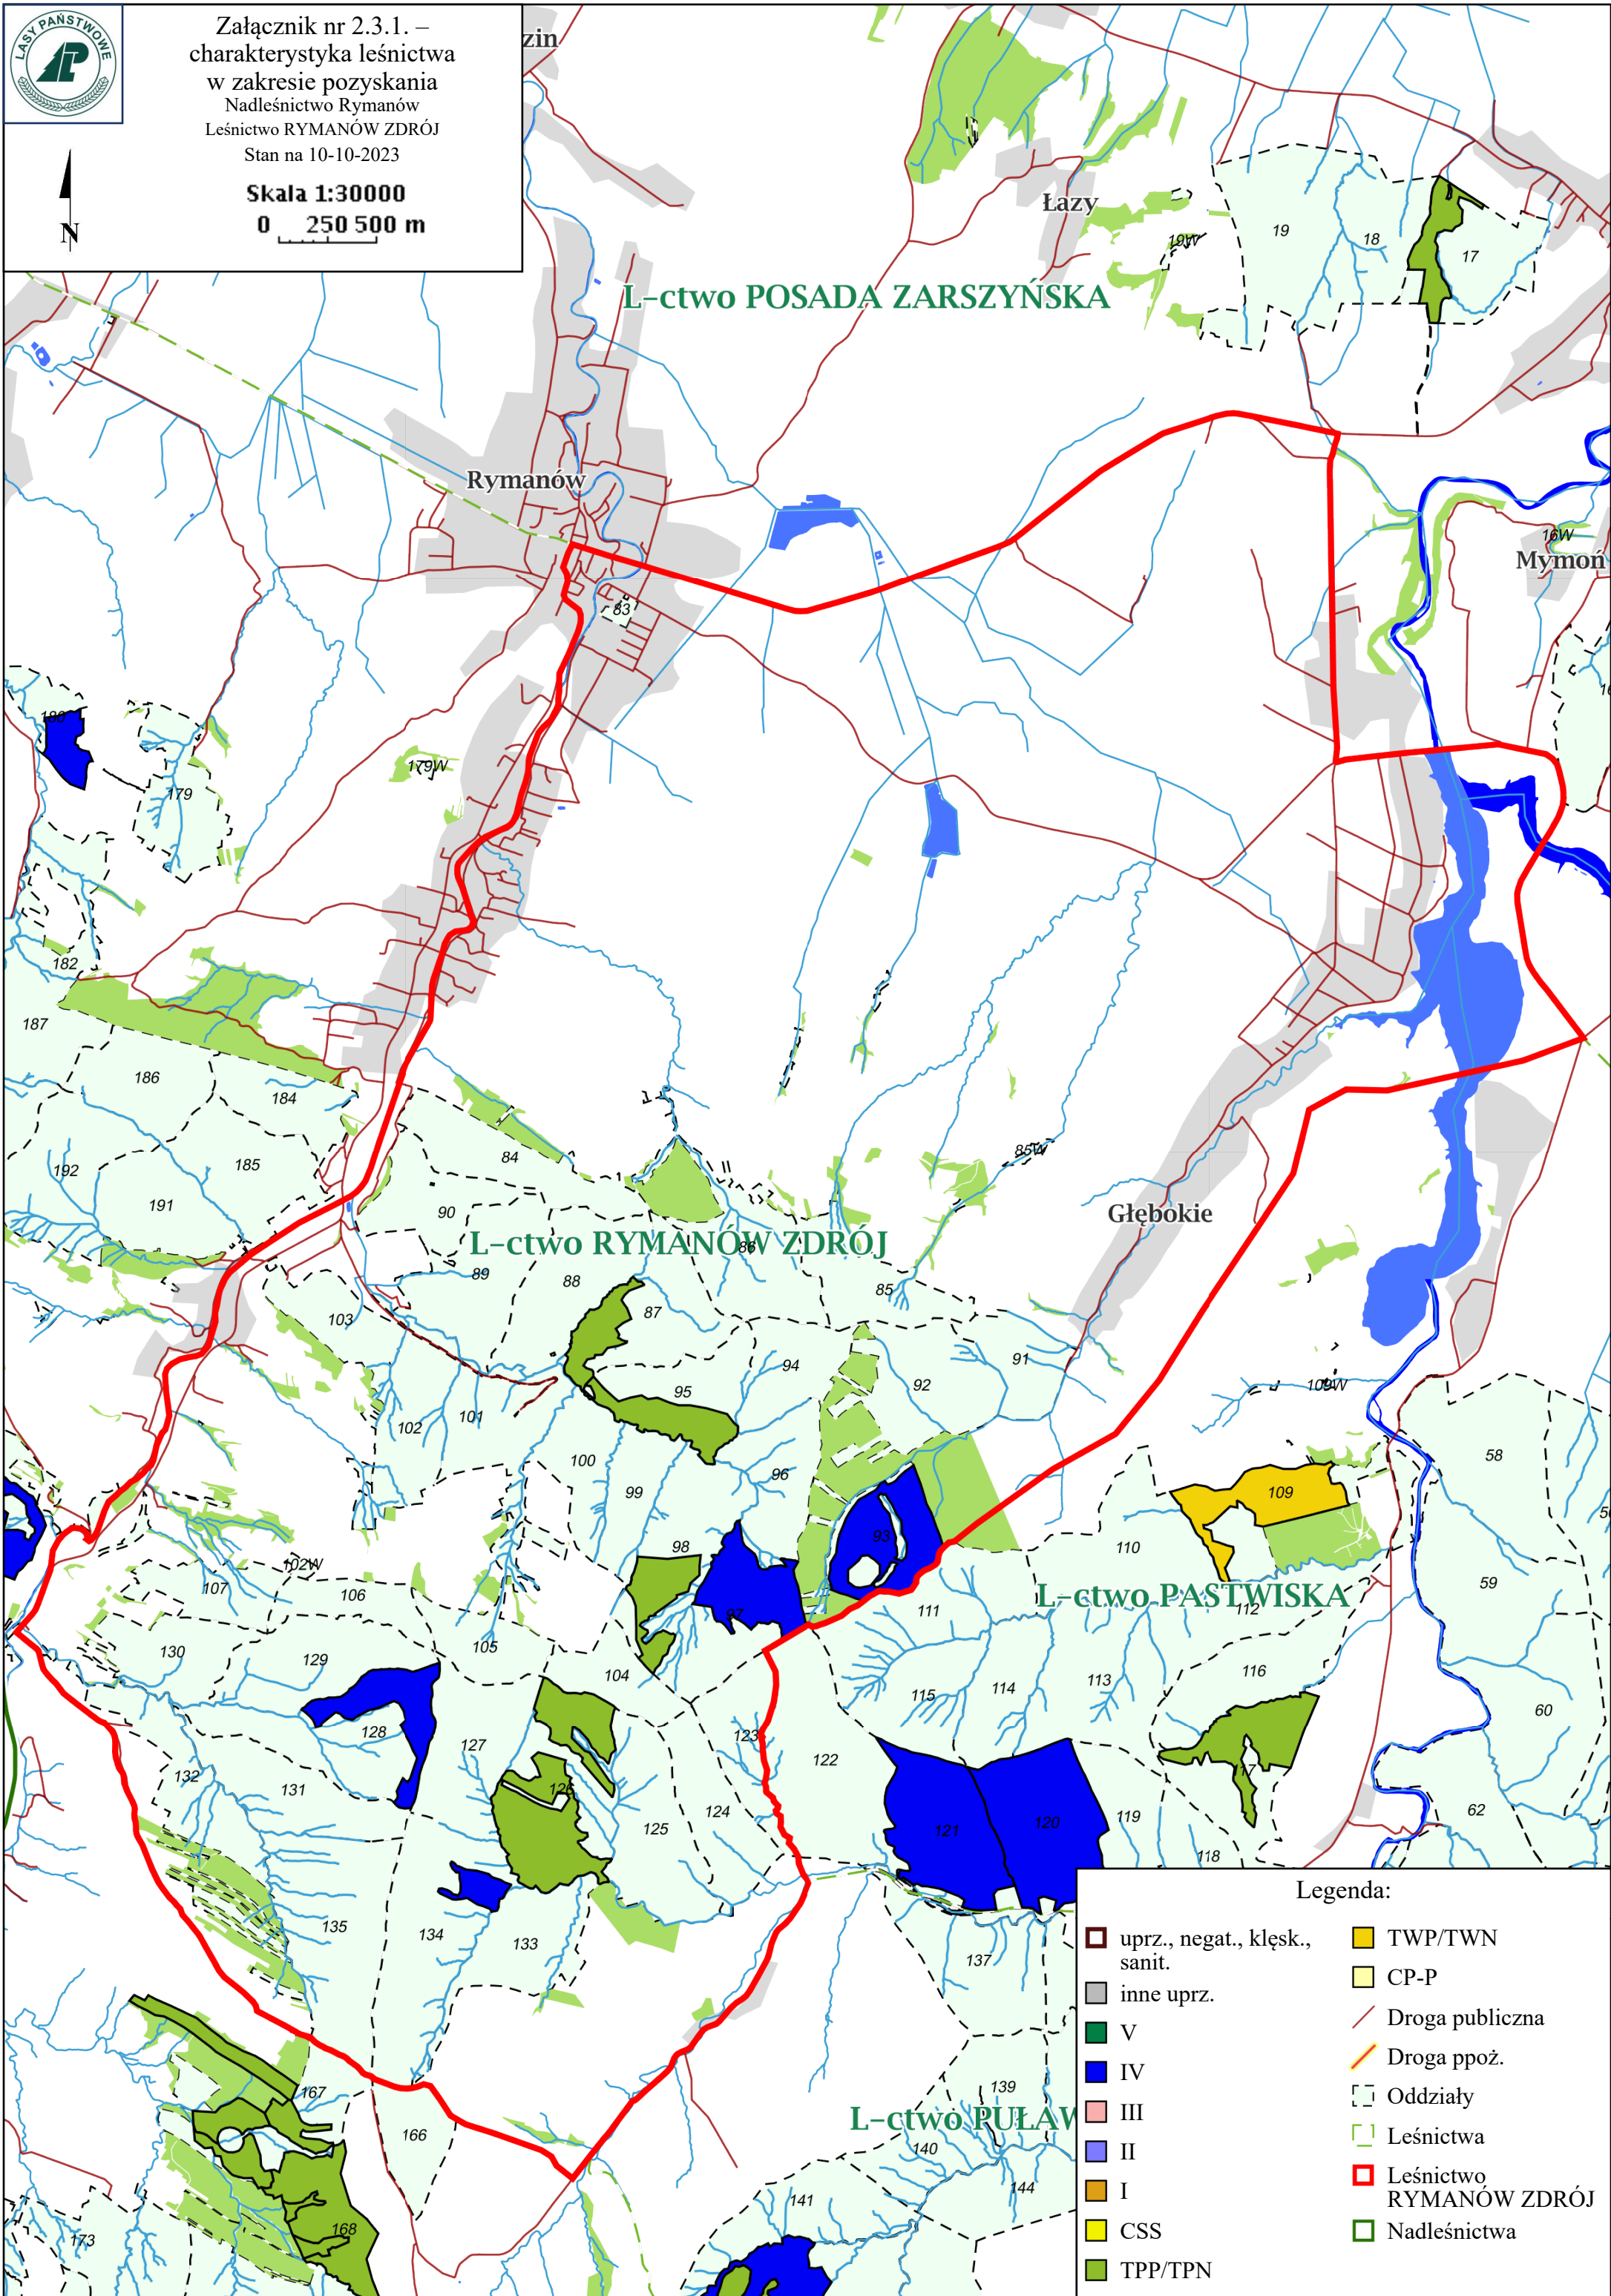 LASY PAŃSTWOWE
Załącznik nr 2.3.1. –
charakterystyka leśnictwa
w zakresie pozyskania
Nadleśnictwo Rymanów
Leśnictwo RYMANÓW ZDRÓJ
Stan na 10-10-2023
Skala 1:30000
0 250 500 m
N
zin
Łazy
19W
19
18
17
L-ctwo POSADA ZARSZYŃSKA
Rymanów
16W
Mymoń
83
16
180
179W
179
182
187
186
184
84
85W
192
185
191
90
Głębokie
L-ctwo RYMANÓW ZDRÓJ
86
89
88
85
87
103
94
91
95
92
109W
102
101
58
100
96
99
109
93
98
110
102W
107
106
L-ctwo PASTWISKA
59
97
111
112
105
130
129
104
116
115
114
113
60
128
123
127
122
132
117
131
126
124
125
121
120
119
62
118
135
134
133
137
167
139
166
L-ctwo PUŁAW
140
144
141
168
173
Legenda:
uprz., negat., klęsk.,
sanit.
inne uprz.
V
IV
III
II
I
CSS
TPP/TPN
TWP/TWN
CP-P
Droga publiczna
Droga ppoż.
Oddziały
Leśnictwa
Leśnictwo
RYMANÓW ZDRÓJ
Nadleśnictwa